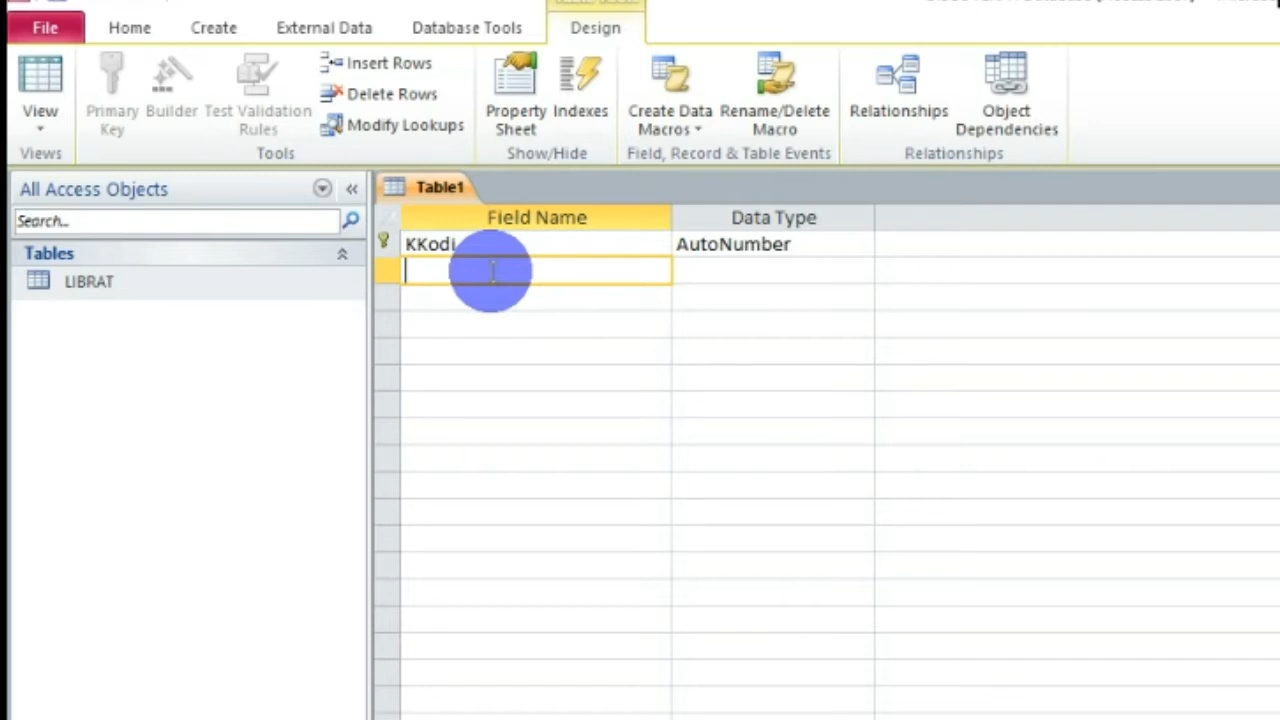 File Home Create External Data Database Tools Design
View
Primary Key
Builder
Test Validation Rules
Insert Rows
Delete Rows
Modify Lookups
Property Sheet
Indexes
Create Data Macros
Rename/Delete Macro
Relationships
Object Dependencies
Views Tools Show/Hide Field, Record & Table Events Relationships
All Access Objects
Search...
Tables
LIBRAT
Table1
Field Name Data Type
KKodi AutoNumber